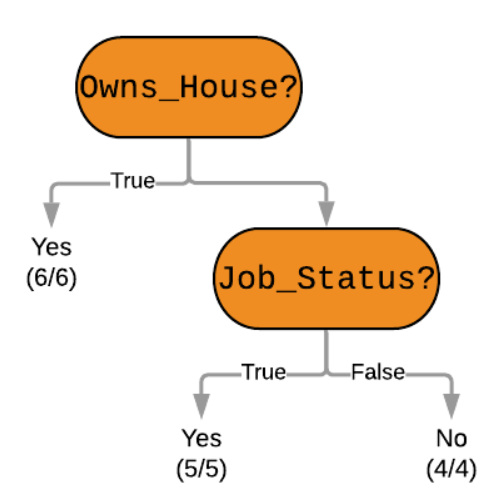 Owns_House?
True
Yes
(6/6)
Job_Status?
True
False
Yes
(5/5)
No
(4/4)